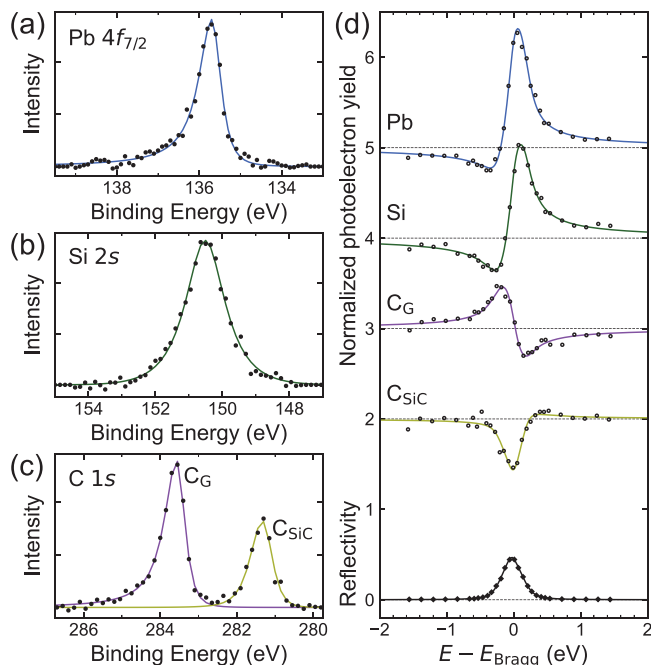 (a)
Pb 4f7/2
Intensity
138 136 134
Binding Energy (eV)
(b)
Si 2s
Intensity
154 152 150 148
Binding Energy (eV)
(c)
C 1s
CG
CSiC
Intensity
286 284 282 280
Binding Energy (eV)
(d)
Normalized photoelectron yield
Reflectivity
6
5
4
3
2
1
0
Pb
Si
CG
CSiC
−2 −1 0 1 2
E − EBragg (eV)